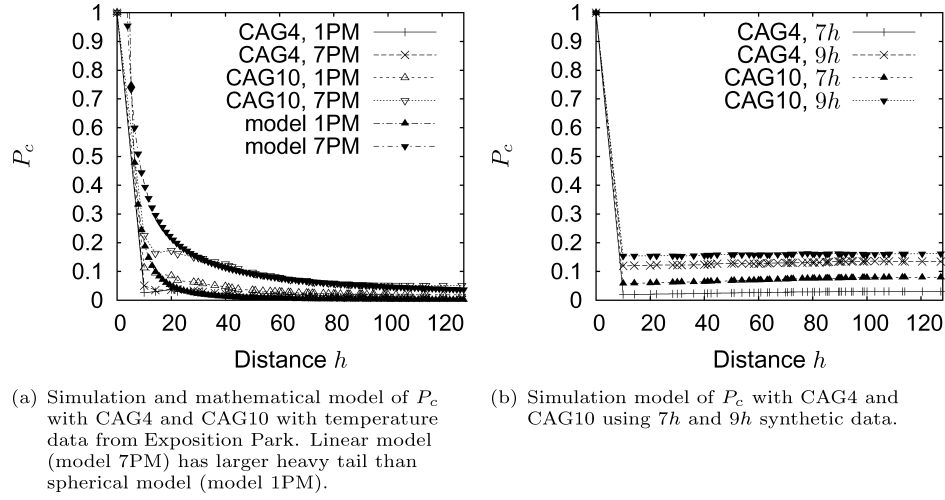 1
0.9
0.8
0.7
0.6
0.5
0.4
0.3
0.2
0.1
0
P_c
0 20 40 60 80 100 120
Distance h
CAG4, 1PM
CAG4, 7PM
CAG10, 1PM
CAG10, 7PM
model 1PM
model 7PM
(a) Simulation and mathematical model of P_c
with CAG4 and CAG10 with temperature
data from Exposition Park. Linear model
(model 7PM) has larger heavy tail than
spherical model (model 1PM).
1
0.9
0.8
0.7
0.6
0.5
0.4
0.3
0.2
0.1
0
P_c
0 20 40 60 80 100 120
Distance h
CAG4, 7h
CAG4, 9h
CAG10, 7h
CAG10, 9h
(b) Simulation model of P_c with CAG4 and
CAG10 using 7h and 9h synthetic data.